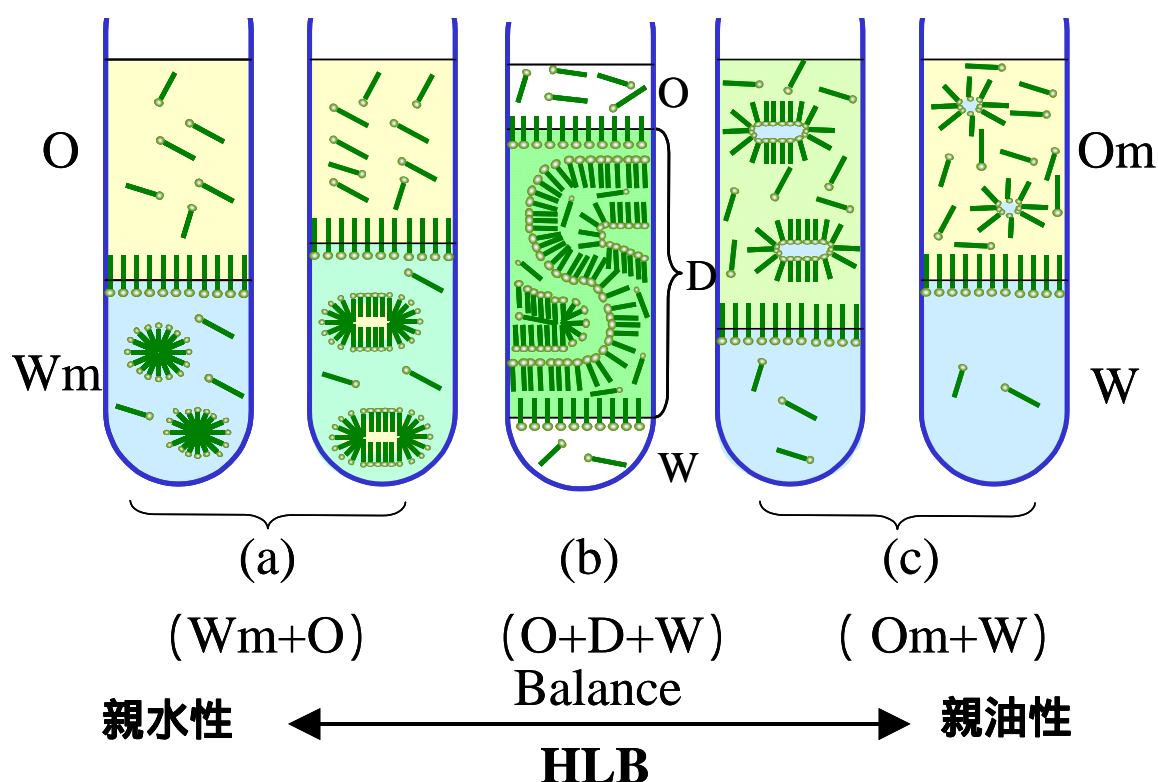 O
Wm
O
D
W
Om
W
(a)
(b)
(c)
(Wm+O)
(O+D+W)
( Om+W)
Balance
親水性
親油性
HLB